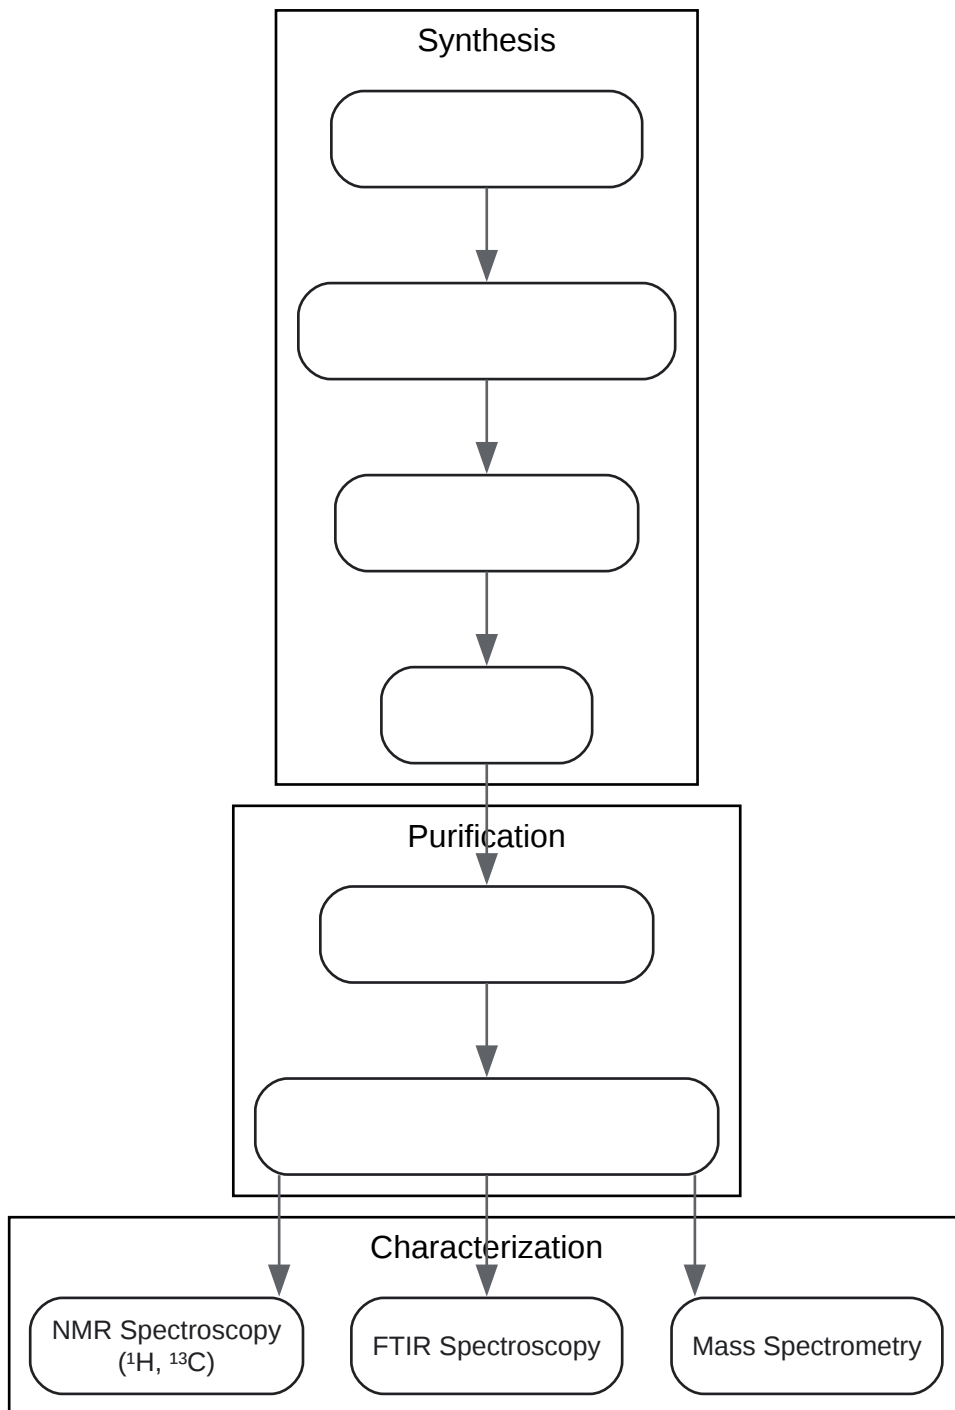 Synthesis
Purification
Characterization
NMR Spectroscopy
(¹H, ¹³C)
FTIR Spectroscopy
Mass Spectrometry